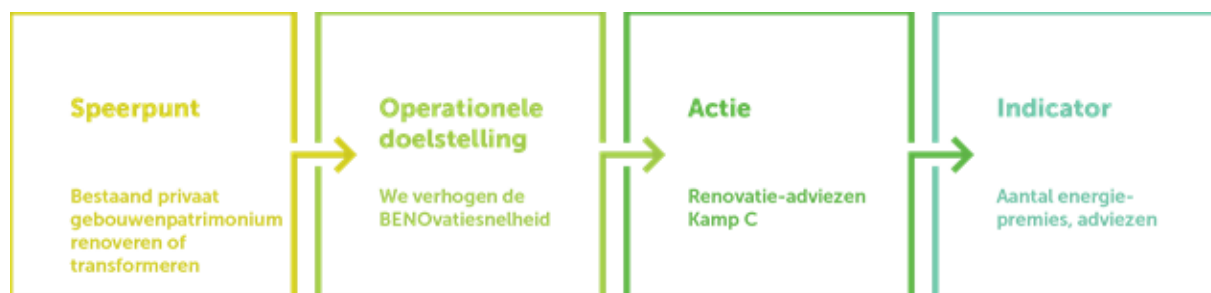 Speerpunt
Bestaand privaat
gebouwenpatrimonium
renoveren of
transformeren
Operationele
doelstelling
We verhogen de
BENOvatiesnelheid
Actie
Renovatie-adviezen
Kamp C
Indicator
Aantal energie-
premies, adviezen